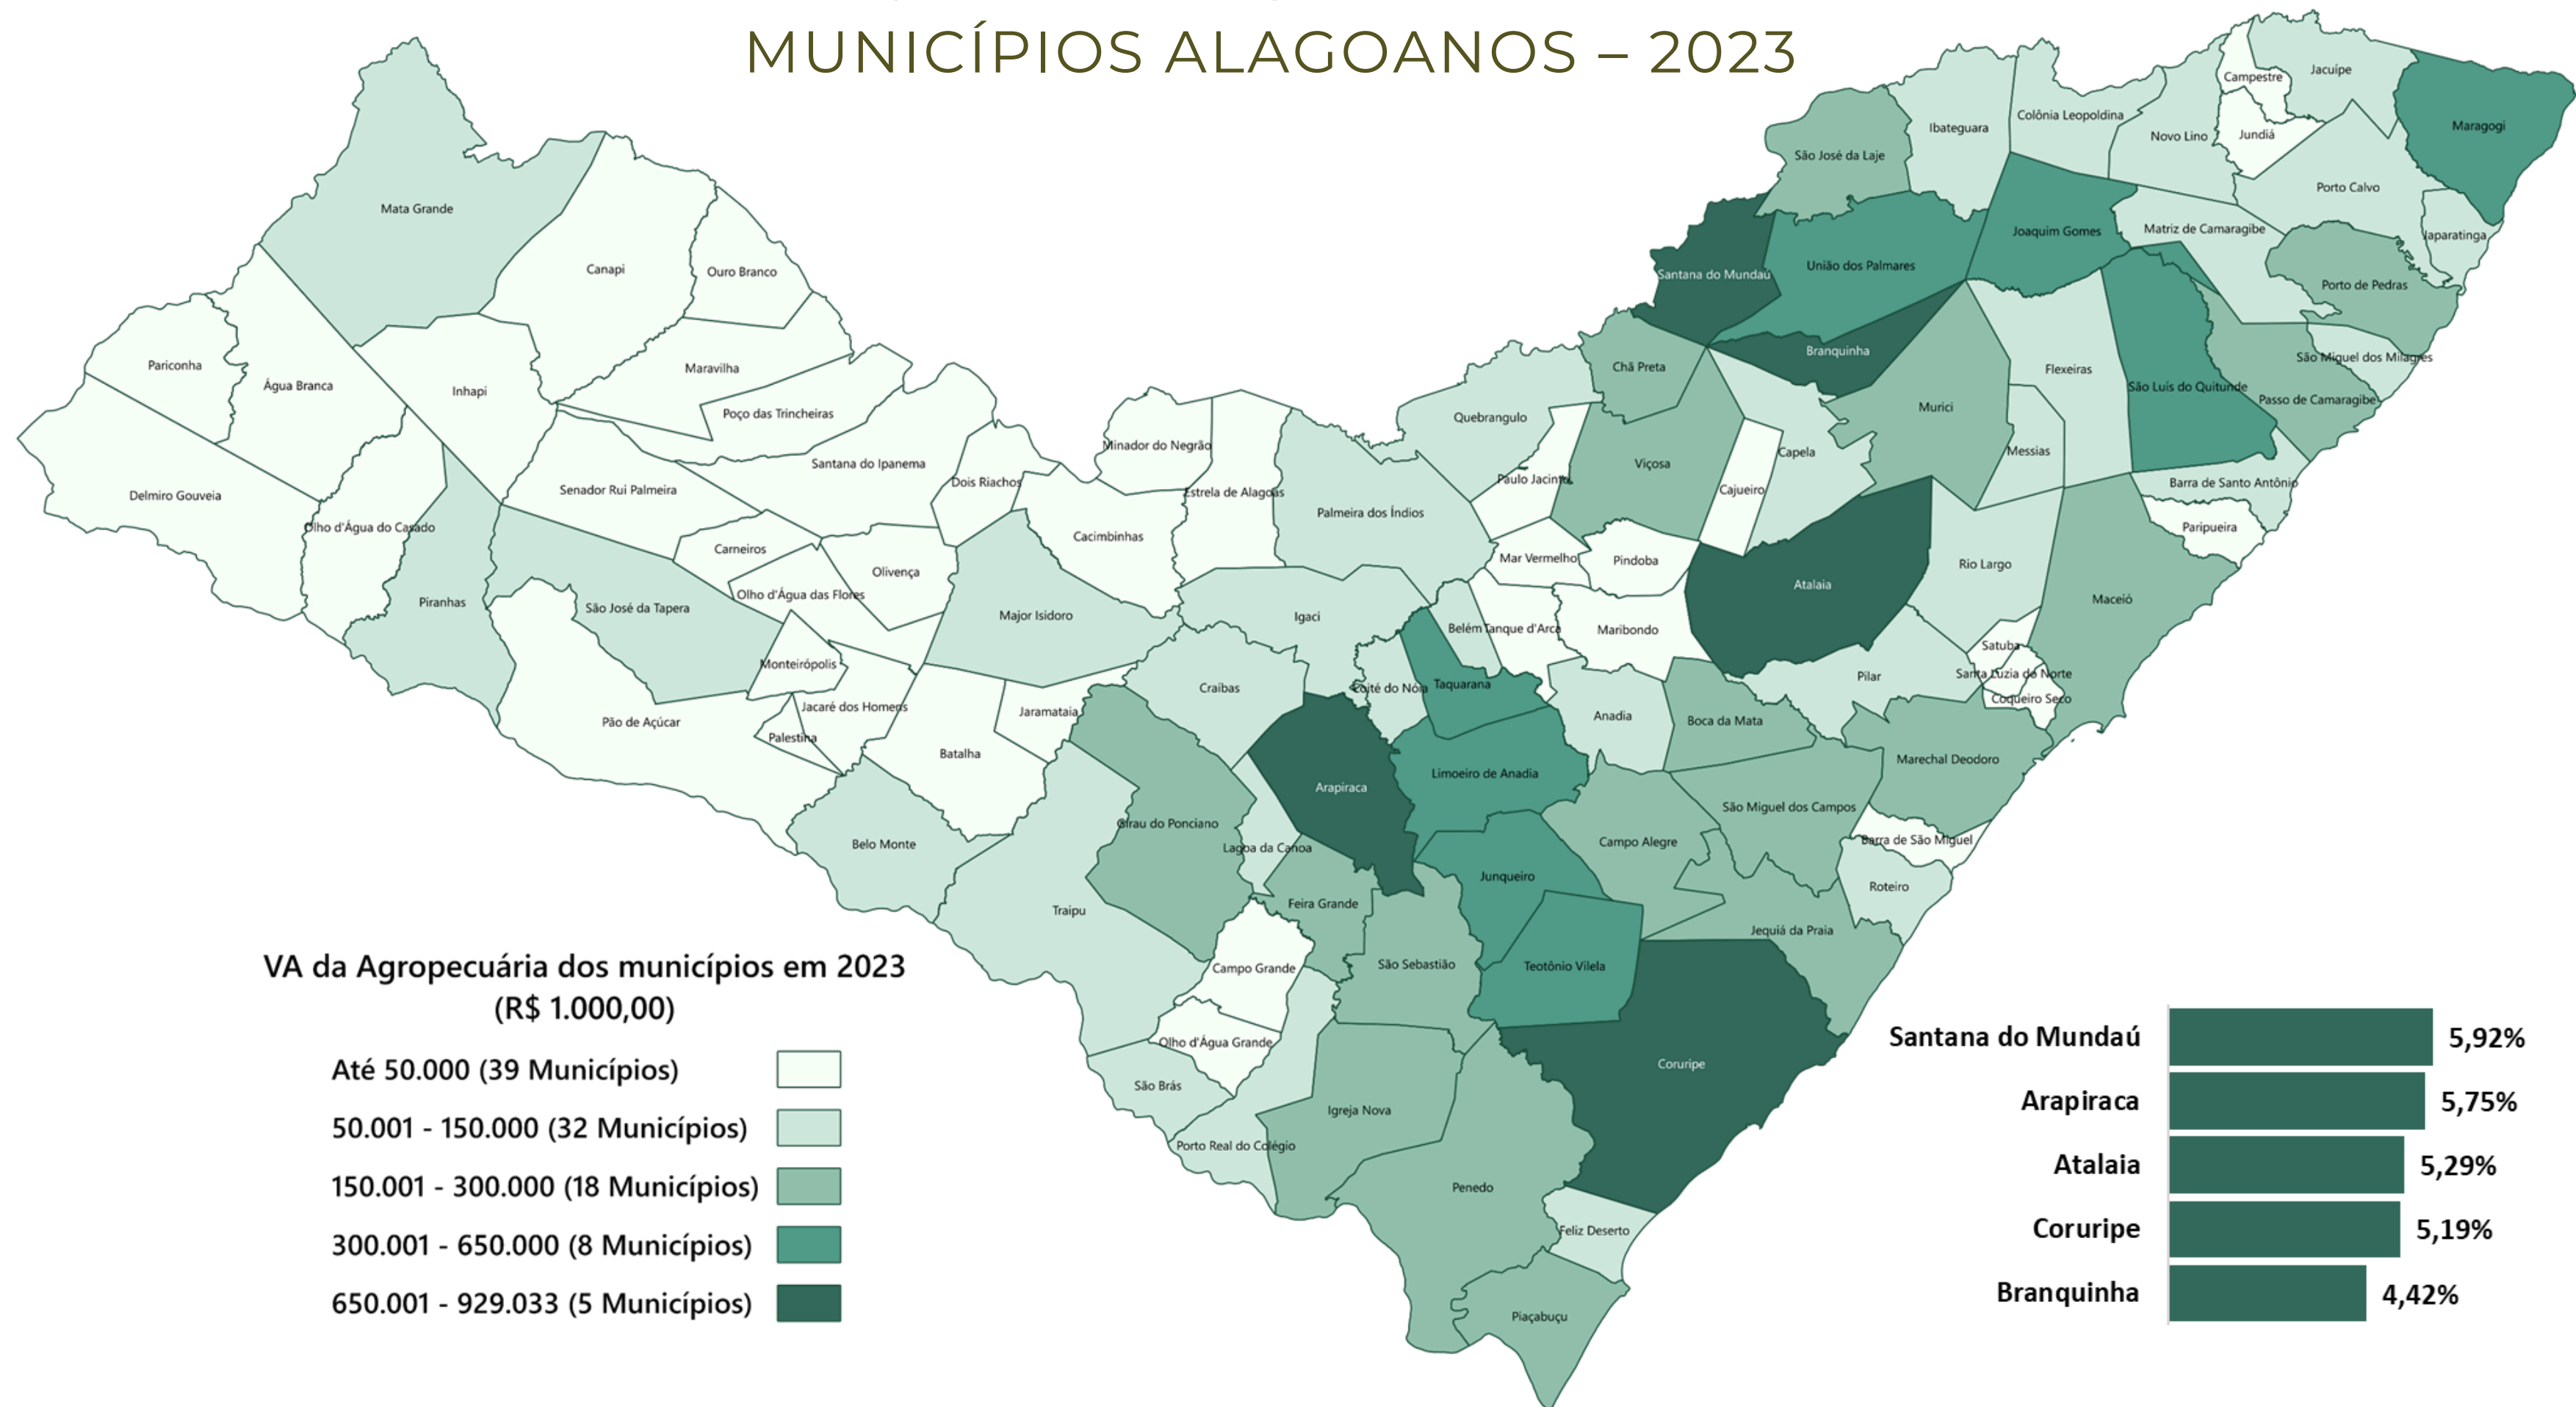 MUNICÍPIOS ALAGOANOS – 2023
Campestre
Jacuípe
Colônia Leopoldina
Ibateguara
Maragogi
Novo Lino
Jundiá
São José da Laje
Porto Calvo
Mata Grande
Joaquim Gomes
Matriz de Camaragibe
Japaratinga
União dos Palmares
Santana do Mundaú
Canapi
Ouro Branco
Porto de Pedras
Branquinha
São Miguel dos Milagres
Pariconha
Maravilha
Chã Preta
Flexeiras
Água Branca
São Luís do Quitunde
Inhapi
Passo de Camaragibe
Murici
Poço das Trincheiras
Quebrangulo
Minador do Negrão
Messias
Capela
Santana do Ipanema
Viçosa
Paulo Jacinto
Dois Riachos
Barra de Santo Antônio
Senador Rui Palmeira
Cajueiro
Estrela de Alagoas
Delmiro Gouveia
Palmeira dos Índios
Olho d'Água do Casado
Paripueira
Cacimbinhas
Carneiros
Mar Vermelho
Pindoba
Rio Largo
Olivença
Atalaia
Olho d'Água das Flores
Maceió
Piranhas
São José da Tapera
Major Isidoro
Igaci
Belém
Tanque d'Arca
Maribondo
Satuba
Monteirópolis
Santa Luzia do Norte
Pilar
Taquarana
Craíbas
Coité do Nóia
Coqueiro Seco
Jacaré dos Homens
Jaramataia
Anadia
Boca da Mata
Pão de Açúcar
Palestina
Batalha
Marechal Deodoro
Limoeiro de Anadia
Arapiraca
São Miguel dos Campos
Girau do Ponciano
Barra de São Miguel
Campo Alegre
Belo Monte
Lagoa da Canoa
Junqueiro
Roteiro
Feira Grande
Traipu
Jequiá da Praia
São Sebastião
Teotônio Vilela
Campo Grande
Olho d'Água Grande
Coruripe
São Brás
Igreja Nova
Porto Real do Colégio
Penedo
Feliz Deserto
Piaçabuçu
VA da Agropecuária dos municípios em 2023
(R$ 1.000,00)
Até 50.000 (39 Municípios)
50.001 - 150.000 (32 Municípios)
150.001 - 300.000 (18 Municípios)
300.001 - 650.000 (8 Municípios)
650.001 - 929.033 (5 Municípios)
Santana do Mundaú 5,92%
Arapiraca 5,75%
Atalaia 5,29%
Coruripe 5,19%
Branquinha 4,42%